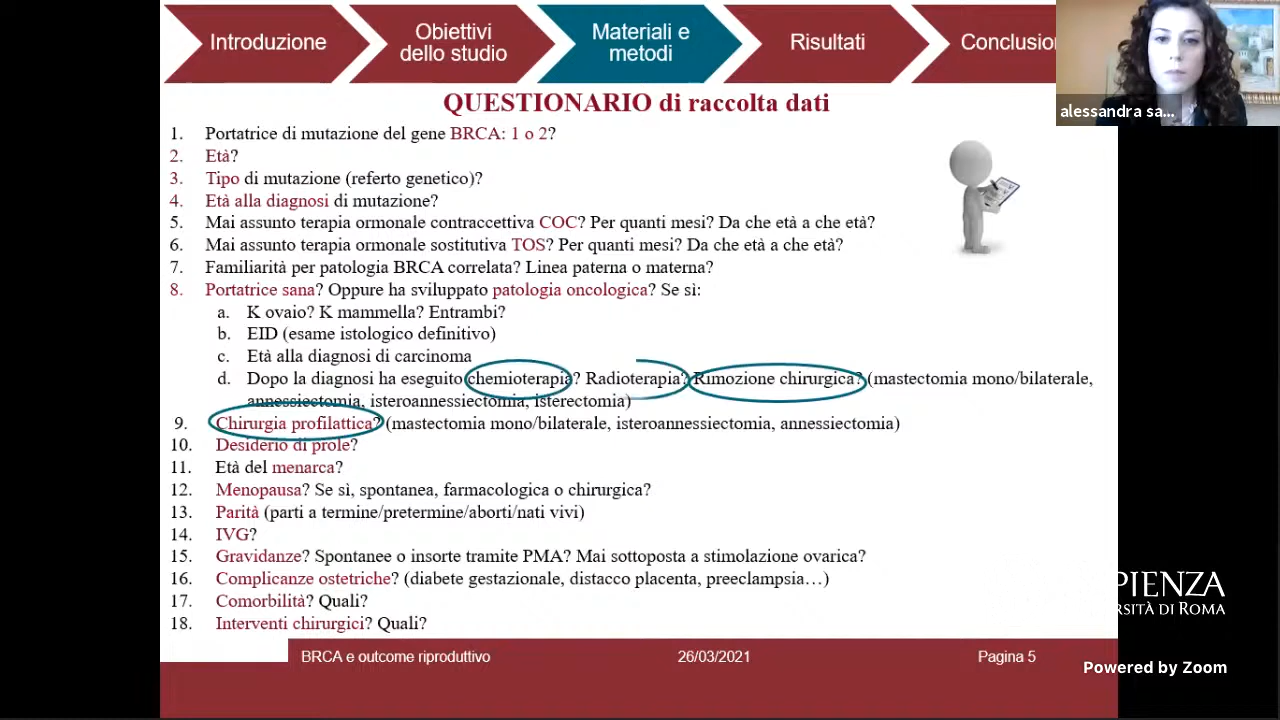 Introduzione
Obiettivi
dello studio
Materiali e
metodi
Risultati
Conclusion
alessandra sa...
QUESTIONARIO di raccolta dati
1. Portatrice di mutazione del gene BRCA: 1 o 2?
2. Età?
3. Tipo di mutazione (referto genetico)?
4. Età alla diagnosi di mutazione?
5. Mai assunto terapia ormonale contraccettiva COC? Per quanti mesi? Da che età a che età?
6. Mai assunto terapia ormonale sostitutiva TOS? Per quanti mesi? Da che età a che età?
7. Familiarità per patologia BRCA correlata? Linea paterna o materna?
8. Portatrice sana? Oppure ha sviluppato patologia oncologica? Se sì:
a. K ovaio? K mammella? Entrambi?
b. EID (esame istologico definitivo)
c. Età alla diagnosi di carcinoma
d. Dopo la diagnosi ha eseguito chemioterapia? Radioterapia? Rimozione chirurgica? (mastectomia mono/bilaterale,
annessiectomia, isteroannessiectomia, isterectomia)
9. Chirurgia profilattica? (mastectomia mono/bilaterale, isteroannessiectomia, annessiectomia)
10. Desiderio di prole?
11. Età del menarca?
12. Menopausa? Se sì, spontanea, farmacologica o chirurgica?
13. Parità (parti a termine/pretermine/aborti/nati vivi)
14. IVG?
15. Gravidanze? Spontanee o insorte tramite PMA? Mai sottoposta a stimolazione ovarica?
16. Complicanze ostetriche? (diabete gestazionale, distacco placenta, preeclampsia…)
17. Comorbilità? Quali?
18. Interventi chirurgici? Quali?
PIENZA
RSITÀ DI ROMA
BRCA e outcome riproduttivo
26/03/2021
Pagina 5
Powered by Zoom